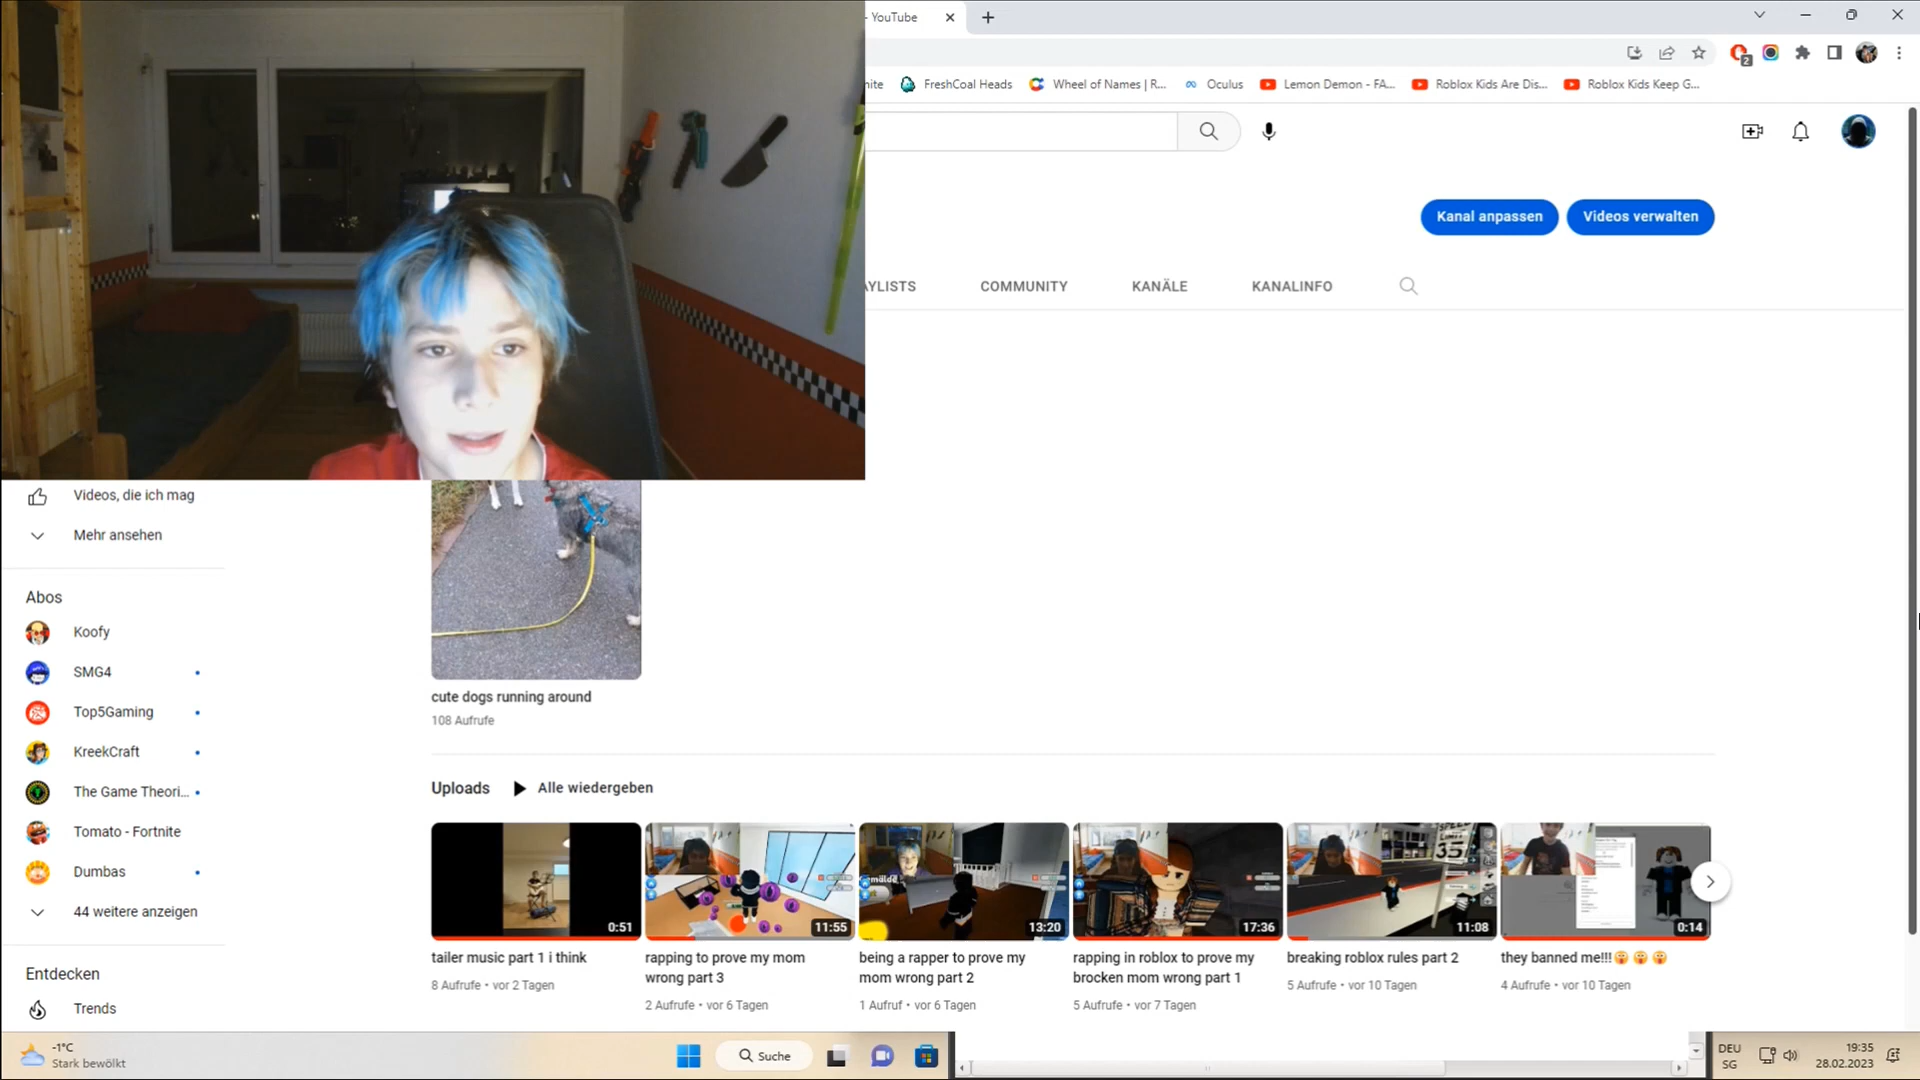 - YouTube
nite
FreshCoal Heads
Wheel of Names | R...
Oculus
Lemon Demon - FA...
Roblox Kids Are Dis...
Roblox Kids Keep G...
2
Kanal anpassen
Videos verwalten
AYLISTS
COMMUNITY
KANÄLE
KANALINFO
Videos, die ich mag
Mehr ansehen
Abos
Koofy
SMG4
Top5Gaming
KreekCraft
The Game Theori...
Tomato - Fortnite
Dumbas
44 weitere anzeigen
Entdecken
Trends
cute dogs running around
108 Aufrufe
Uploads
Alle wiedergeben
0:51
11:55
emälde
13:20
17:36
35
11:08
0:14
tailer music part 1 i think
8 Aufrufe • vor 2 Tagen
rapping to prove my mom
wrong part 3
2 Aufrufe • vor 6 Tagen
being a rapper to prove my
mom wrong part 2
1 Aufruf • vor 6 Tagen
rapping in roblox to prove my
brocken mom wrong part 1
5 Aufrufe • vor 7 Tagen
breaking roblox rules part 2
5 Aufrufe • vor 10 Tagen
they banned me!!!😱😱😱
4 Aufrufe • vor 10 Tagen
-1°C
Stark bewölkt
Suche
DEU
SG
19:35
28.02.2023